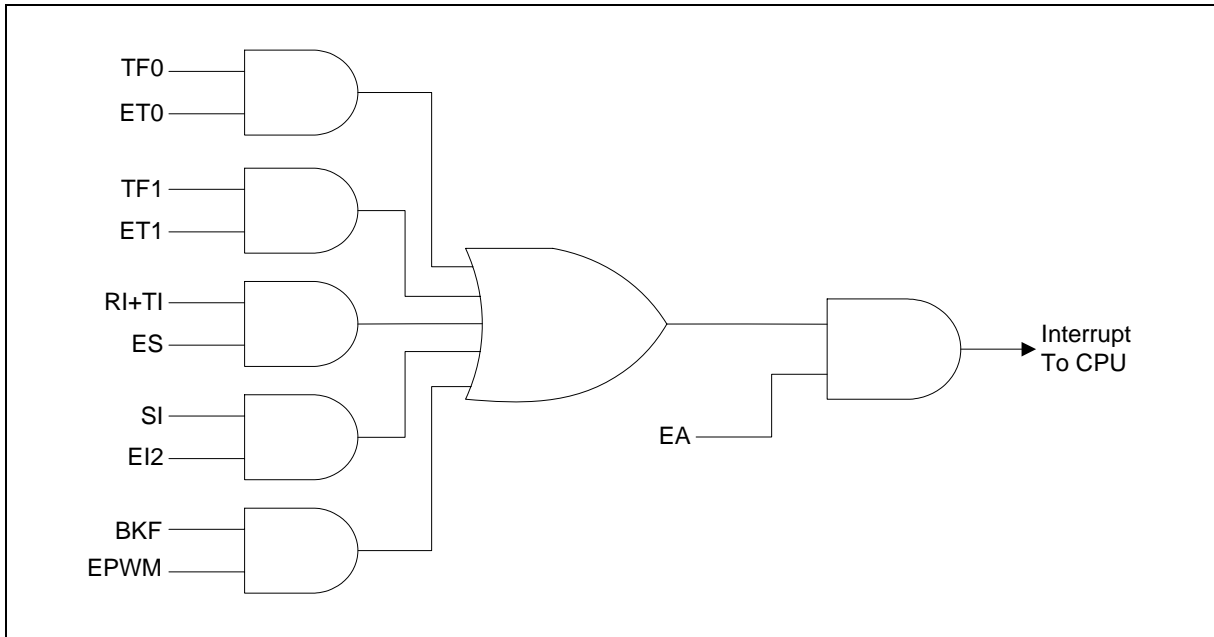 TF0
ET0
TF1
ET1
RI+TI
ES
SI
EI2
BKF
EPWM
EA
Interrupt
To CPU